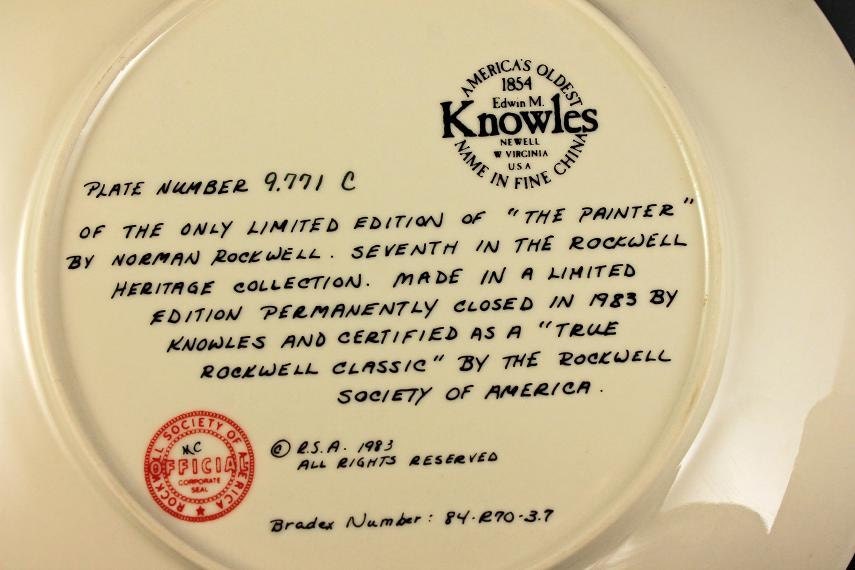 AMERICA'S OLDEST
1854
Edwin M.
Knowles
NEWELL
W VIRGINIA
USA
NAME IN FINE CHINA
PLATE NUMBER 9.771 C
OF THE ONLY LIMITED EDITION OF "THE PAINTER"
BY NORMAN ROCKWELL. SEVENTH IN THE ROCKWELL
HERITAGE COLLECTION. MADE IN A LIMITED
EDITION PERMANENTLY CLOSED IN 1983 BY
KNOWLES AND CERTIFIED AS A "TRUE
ROCKWELL CLASSIC" BY THE ROCKWELL
SOCIETY OF AMERICA.
ROCKWELL SOCIETY OF AMERICA
MC
OFFICIAL
CORPORATE
SEAL
© R.S.A. 1983
ALL RIGHTS RESERVED
Bradex Number: 84-R70-3.7